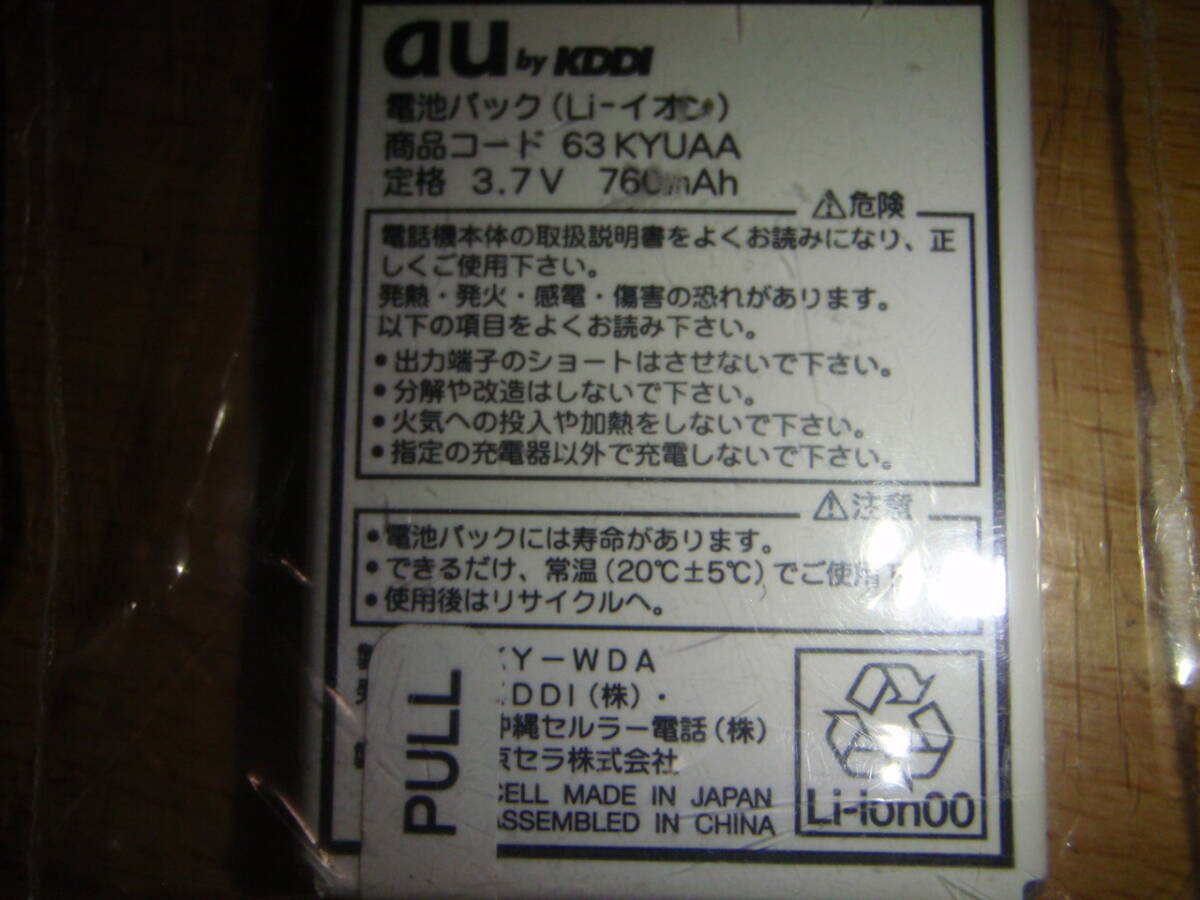 au by KDDI
電池パック(Li-イオン)
商品コード 63KYUAA
定格 3.7V 760mAh
⚠危険
電話機本体の取扱説明書をよくお読みになり、正
しくご使用下さい。
発熱・発火・感電・傷害の恐れがあります。
以下の項目をよくお読み下さい。
•出力端子のショートはさせないで下さい。
•分解や改造はしないで下さい。
•火気への投入や加熱をしないで下さい。
•指定の充電器以外で充電しないで下さい。
⚠注意
•電池パックには寿命があります。
•できるだけ、常温(20℃±5℃)でご使用下
•使用後はリサイクルへ。
KY-WDA
KDDI(株)・
沖縄セルラー電話(株)
京セラ株式会社
CELL MADE IN JAPAN
ASSEMBLED IN CHINA
PULL
Li-ion00